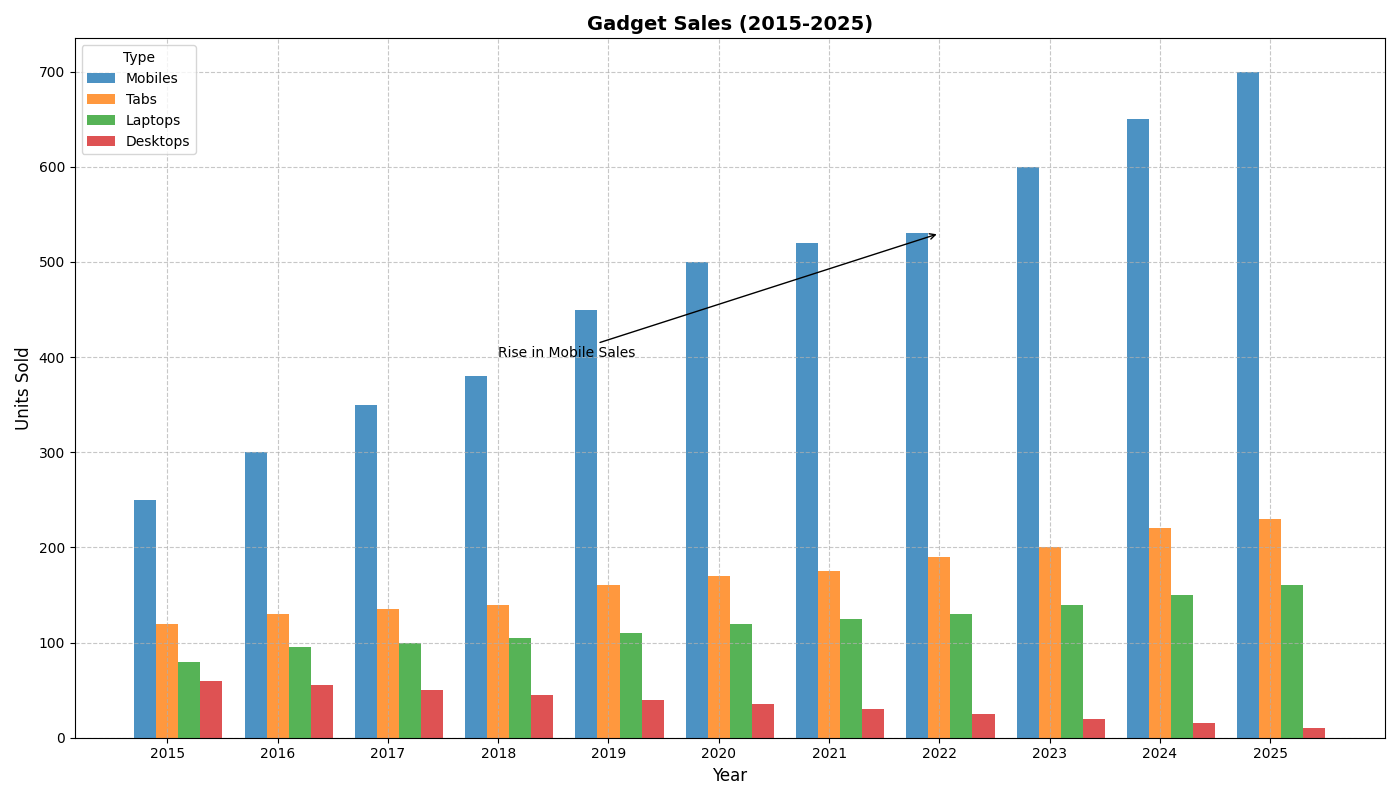 Gadget Sales (2015-2025)
Type
Mobiles
Tabs
Laptops
Desktops
700
600
500
400
300
200
100
0
Units Sold
Rise in Mobile Sales
2015 2016 2017 2018 2019 2020 2021 2022 2023 2024 2025
Year